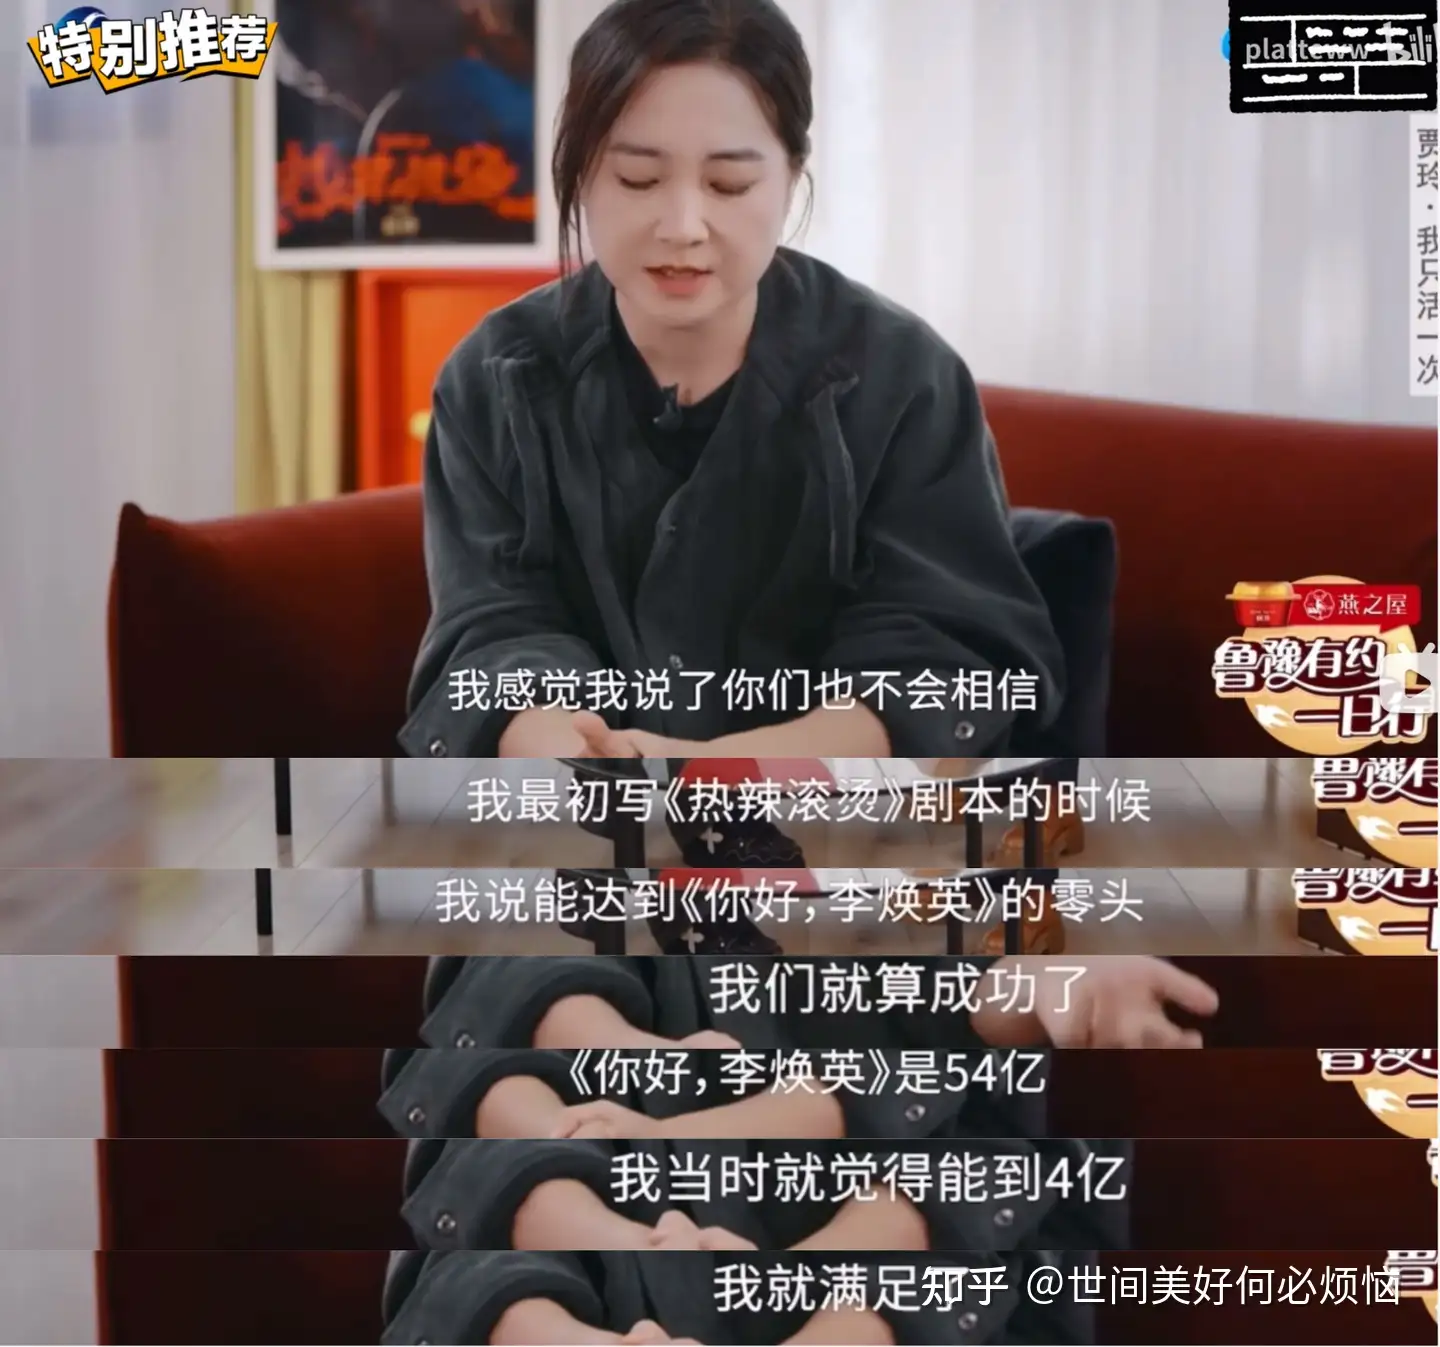 特别推荐
platteww
贾玲·我只活一次
燕之屋
鲁豫有约
一日行
我感觉我说了你们也不会相信
我最初写《热辣滚烫》剧本的时候
我说能达到《你好，李焕英》的零头
我们就算成功了
《你好，李焕英》是54亿
我当时就觉得能到4亿
我就满足了
知乎 @世间美好何必烦恼